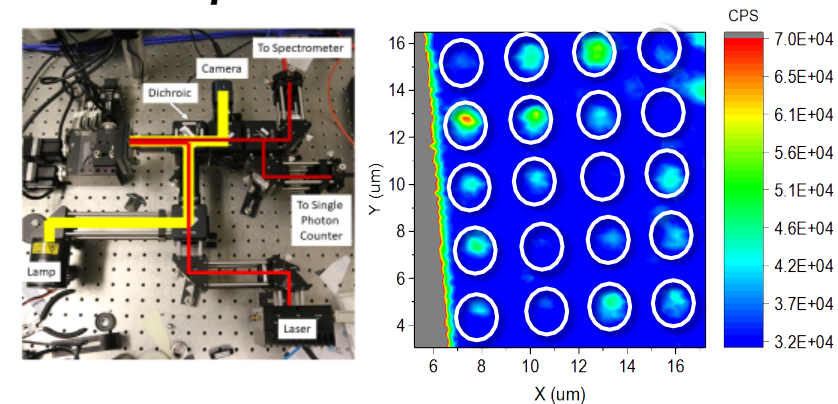 To Spectrometer
Camera
Dichroic
To Single
Photon
Counter
Lamp
Laser
CPS
7.0E+04
6.5E+04
6.1E+04
5.6E+04
5.1E+04
4.6E+04
4.2E+04
3.7E+04
3.2E+04
Y (um)
16
14
12
10
8
6
4
6 8 10 12 14 16
X (um)